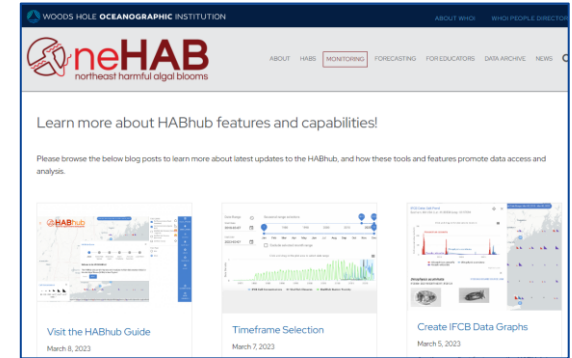 WOODS HOLE OCEANOGRAPHIC INSTITUTION
ABOUT WHOI WHOI PEOPLE DIRECTOR
neHAB
northeast harmful algal blooms
ABOUT HABS MONITORING FORECASTING FOR EDUCATORS DATA ARCHIVE NEWS
Learn more about HABhub features and capabilities!
Please browse the below blog posts to learn more about latest updates to the HABhub, and how these tools and features promote data access and
analysis.
HABhub
Visit the HABhub Guide
March 8, 2023
Timeframe Selection
March 7, 2023
Create IFCB Data Graphs
March 5, 2023